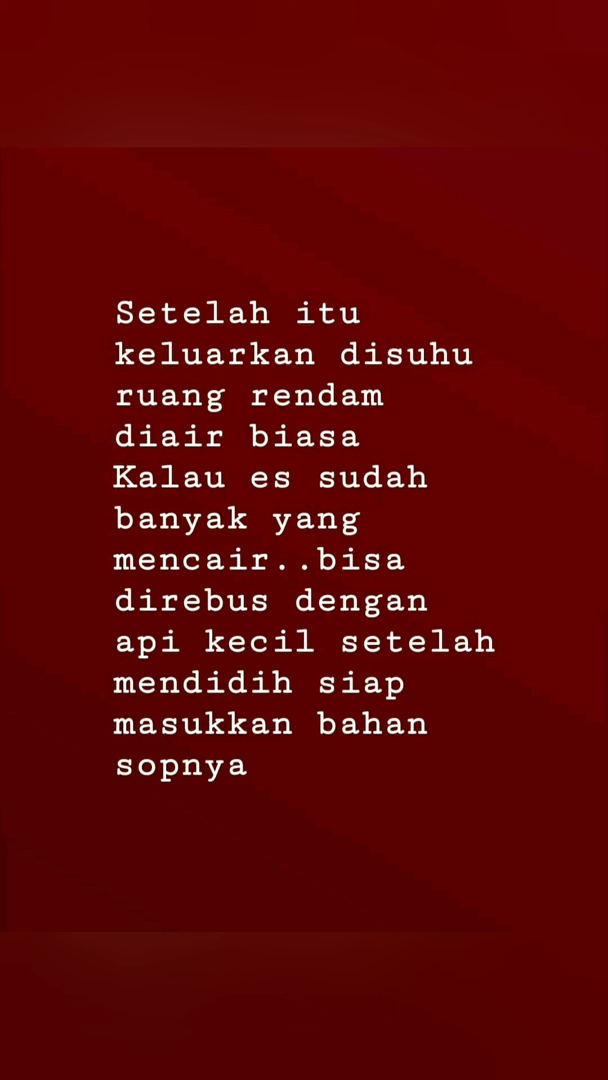 Setelah itu
keluarkan disuhu
ruang rendam
diair biasa
Kalau es sudah
banyak yang
mencair..bisa
direbus dengan
api kecil setelah
mendidih siap
masukkan bahan
sopnya